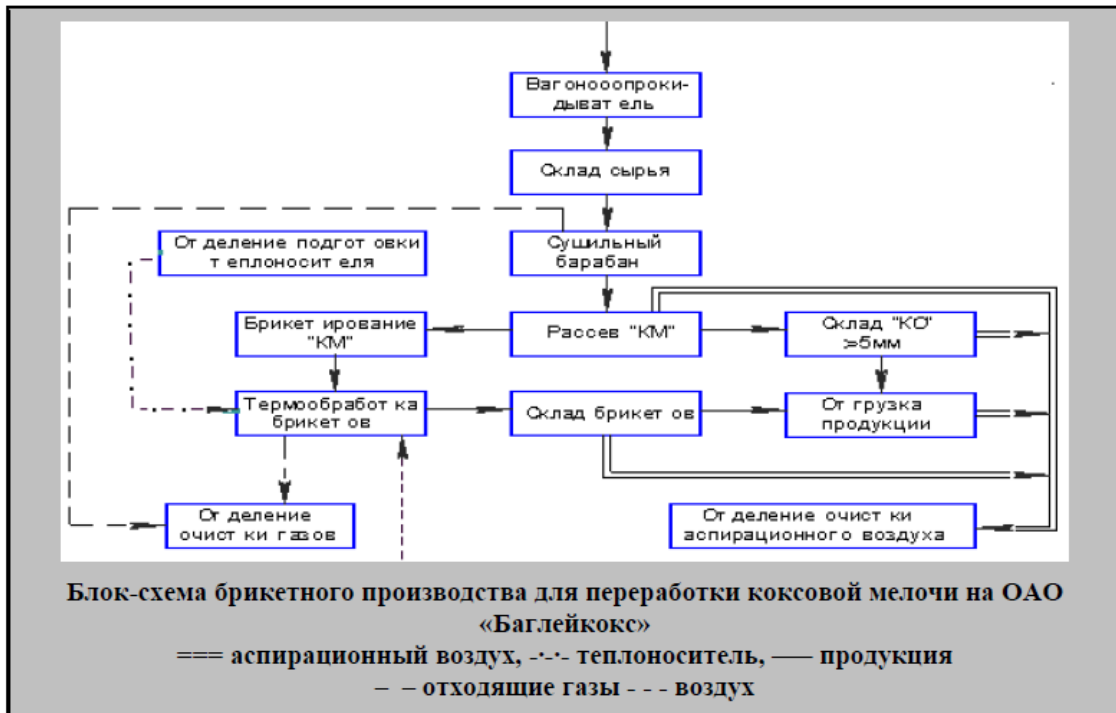 Вагонооопроки-
дыватель
Склад сырья
Отделение подготовки
теплоносителя
Сушильный
барабан
Брикетирование
"КМ"
Рассев "КМ"
Склад "КО"
>=5мм
Термообработка
брикетов
Склад брикетов
Отгрузка
продукции
Отделение
очистки газов
Отделение очистки
аспирационного воздуха
Блок-схема брикетного производства для переработки коксовой мелочи на ОАО
«Баглейкокс»
=== аспирационный воздух, -·-·- теплоноситель, —– продукция
– – отходящие газы - - - воздух